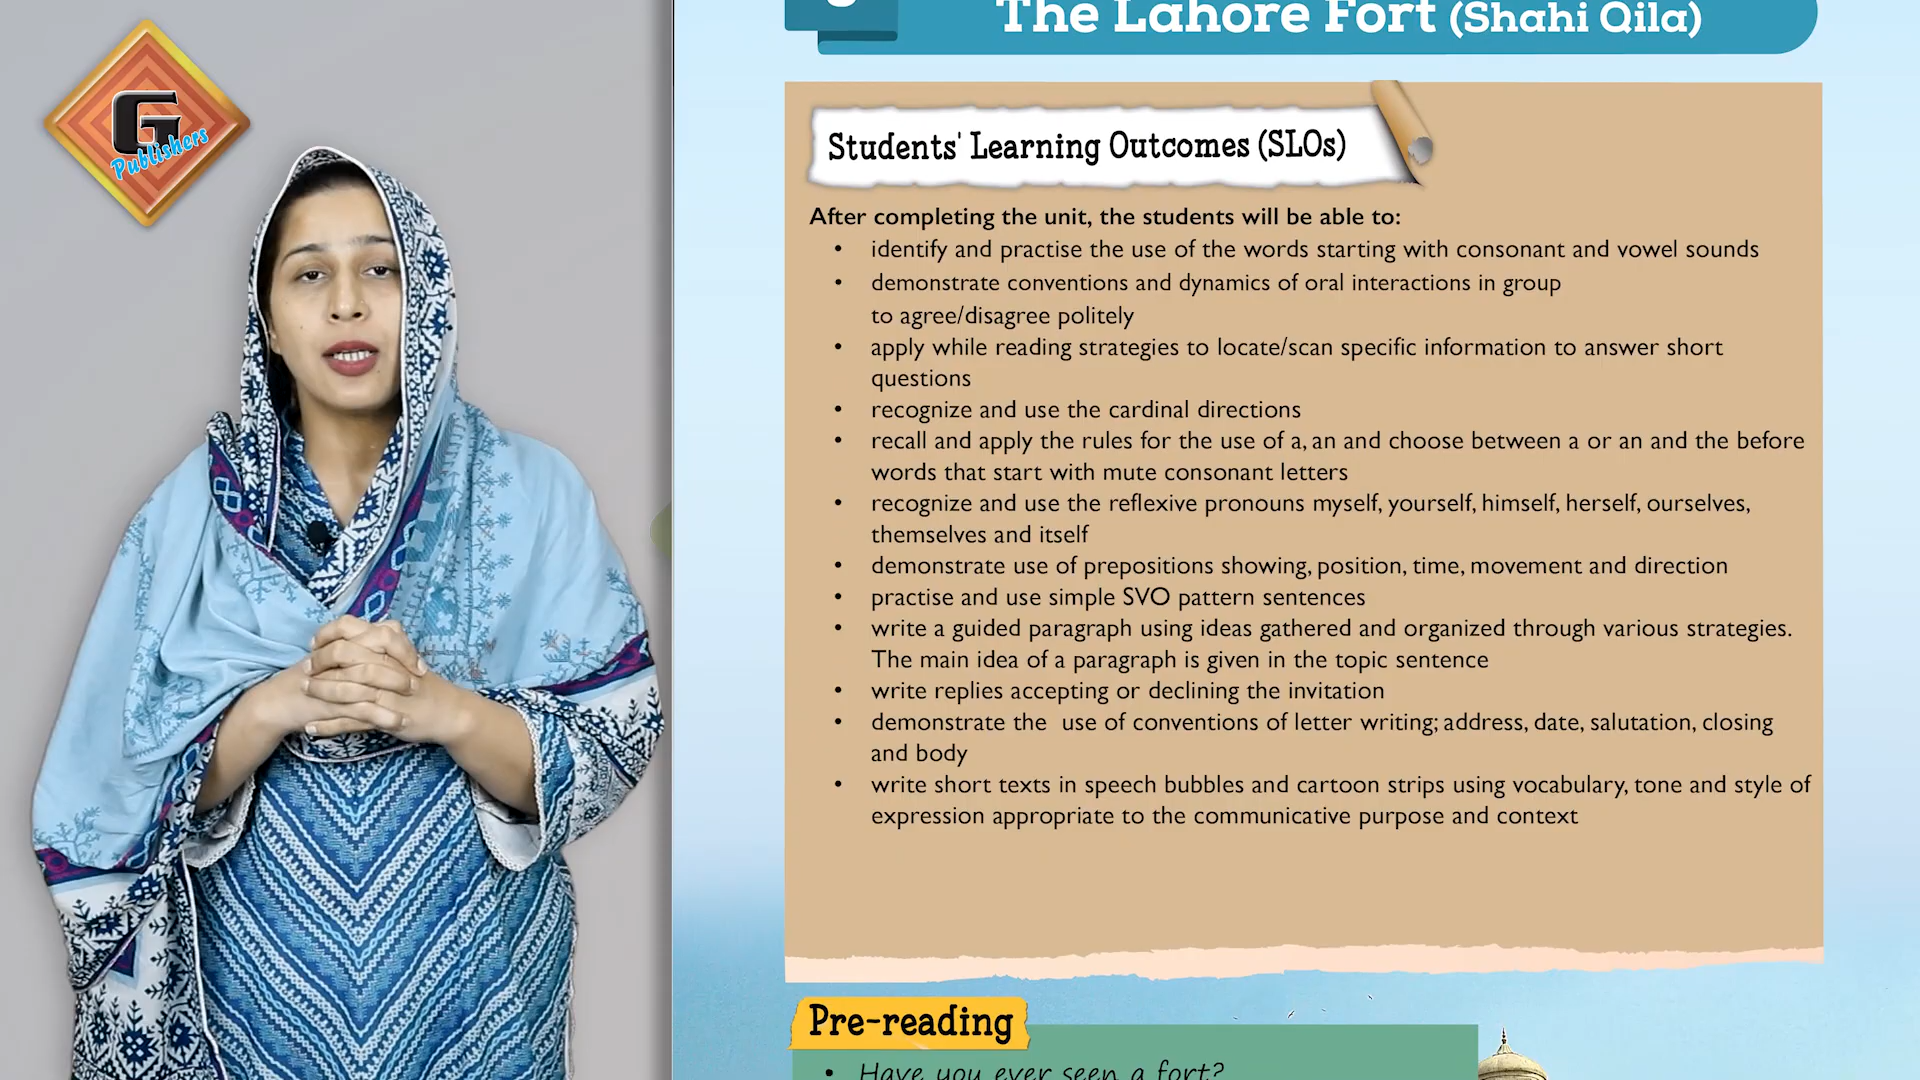 G
Publishers
The Lahore Fort (Shahi Qila)
Students' Learning Outcomes (SLOs)
After completing the unit, the students will be able to:
• identify and practise the use of the words starting with consonant and vowel sounds
• demonstrate conventions and dynamics of oral interactions in group
to agree/disagree politely
• apply while reading strategies to locate/scan specific information to answer short
questions
• recognize and use the cardinal directions
• recall and apply the rules for the use of a, an and choose between a or an and the before
words that start with mute consonant letters
• recognize and use the reflexive pronouns myself, yourself, himself, herself, ourselves,
themselves and itself
• demonstrate use of prepositions showing, position, time, movement and direction
• practise and use simple SVO pattern sentences
• write a guided paragraph using ideas gathered and organized through various strategies.
The main idea of a paragraph is given in the topic sentence
• write replies accepting or declining the invitation
• demonstrate the  use of conventions of letter writing; address, date, salutation, closing
and body
• write short texts in speech bubbles and cartoon strips using vocabulary, tone and style of
expression appropriate to the communicative purpose and context
Pre-reading
• Have you ever seen a fort?